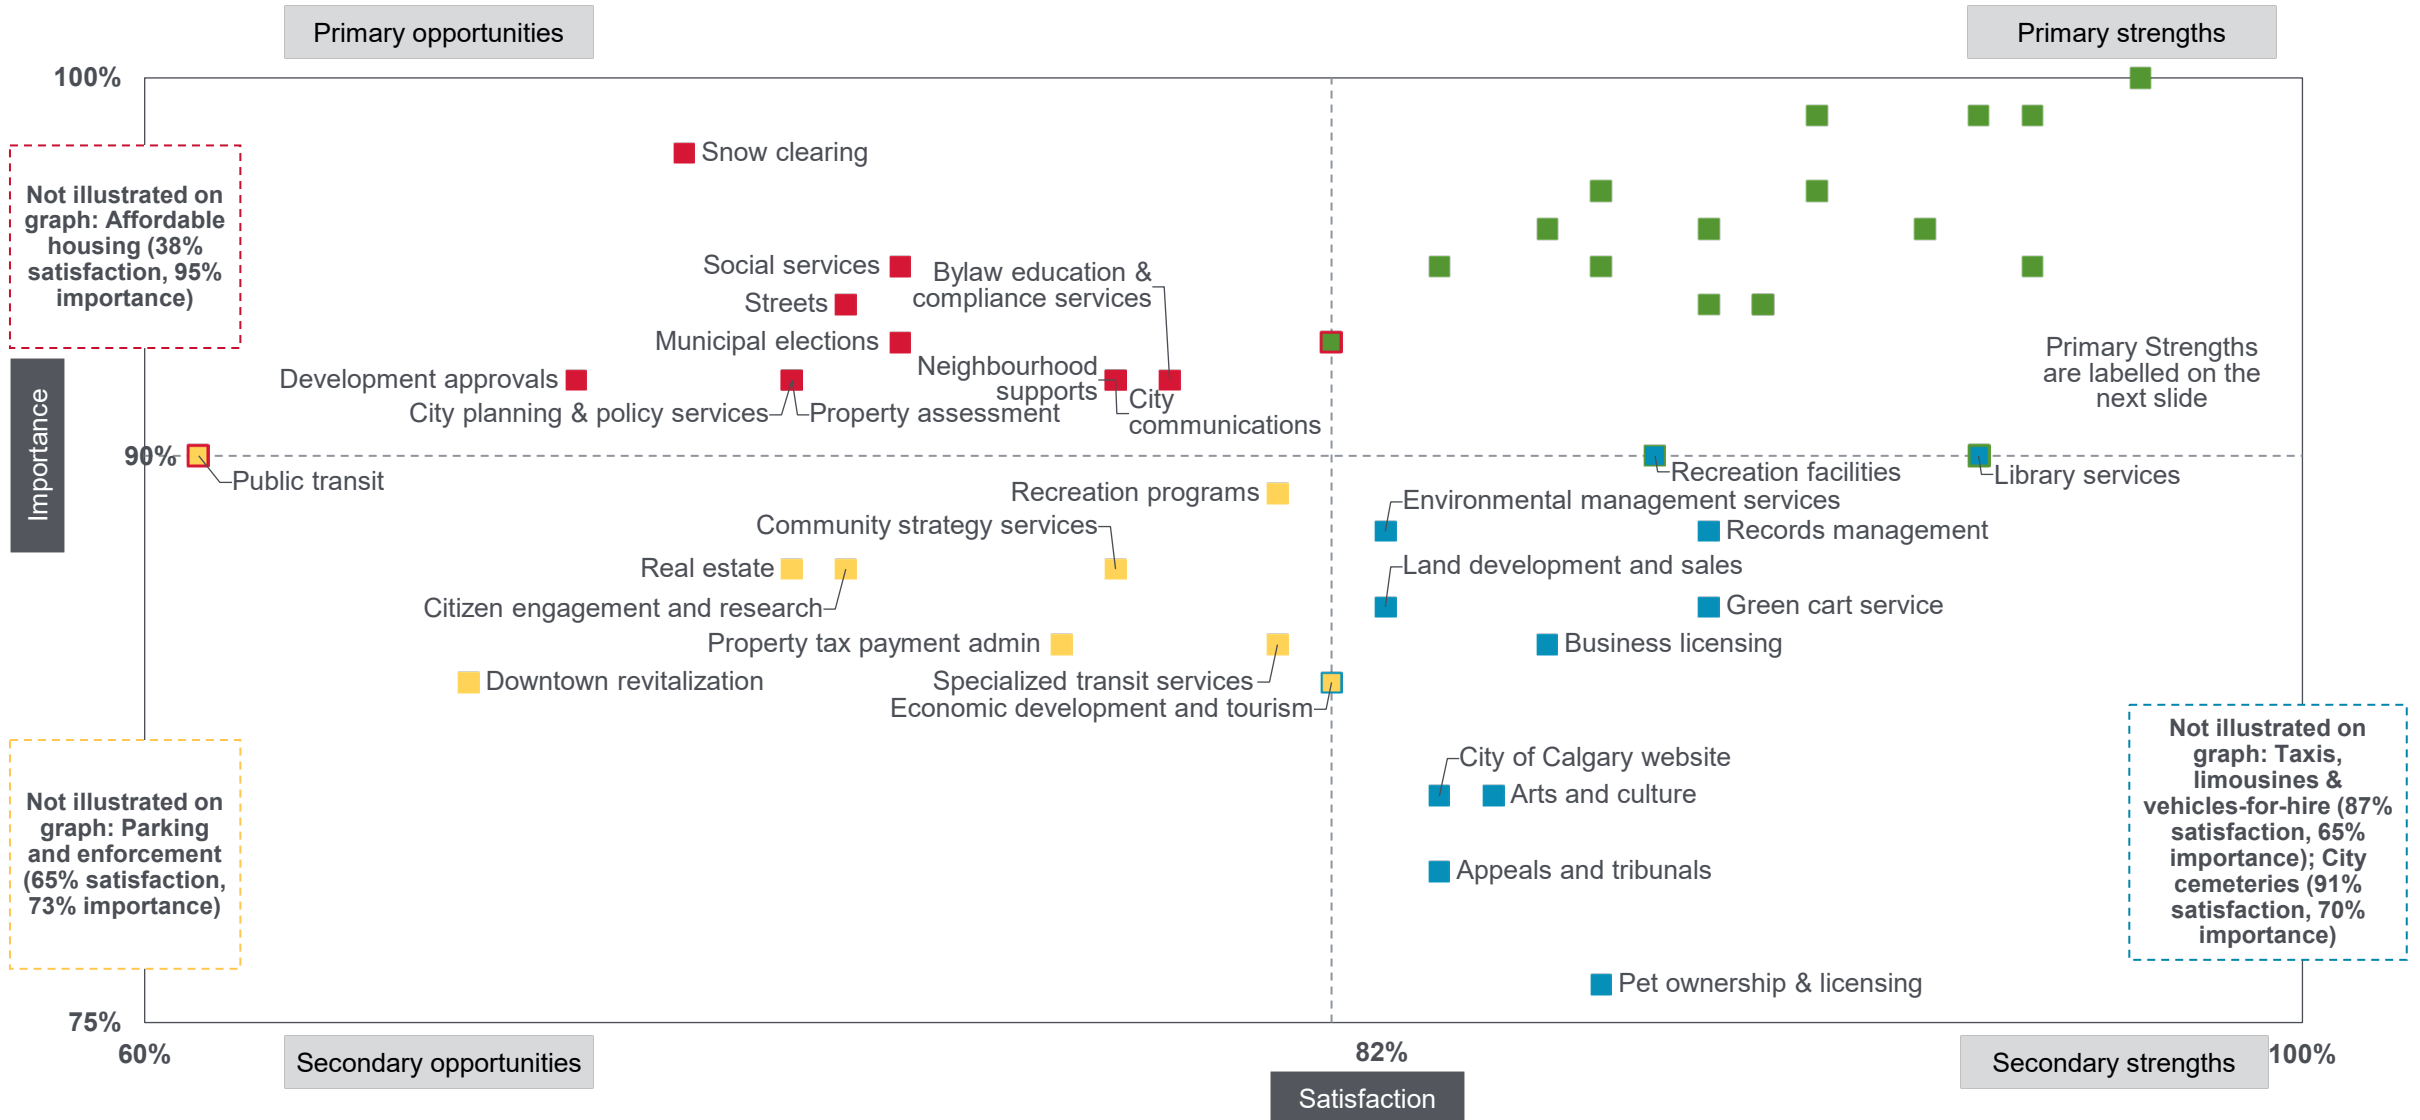 Primary opportunities
Primary strengths
100%
Snow clearing
Not illustrated on
graph: Affordable
housing (38%
satisfaction, 95%
importance)
Social services
Bylaw education &
compliance services
Streets
Municipal elections
Neighbourhood
supports
Development approvals
City planning & policy services
Property assessment
City
communications
Primary Strengths
are labelled on the
next slide
Importance
90%
Public transit
Recreation facilities
Library services
Recreation programs
Environmental management services
Community strategy services
Records management
Real estate
Land development and sales
Citizen engagement and research
Green cart service
Property tax payment admin
Business licensing
Downtown revitalization
Specialized transit services
Economic development and tourism
Not illustrated on
graph: Parking
and enforcement
(65% satisfaction,
73% importance)
City of Calgary website
Arts and culture
Appeals and tribunals
Pet ownership & licensing
Not illustrated on
graph: Taxis,
limousines &
vehicles-for-hire (87%
satisfaction, 65%
importance); City
cemeteries (91%
satisfaction, 70%
importance)
75%
60%
82%
100%
Secondary opportunities
Secondary strengths
Satisfaction